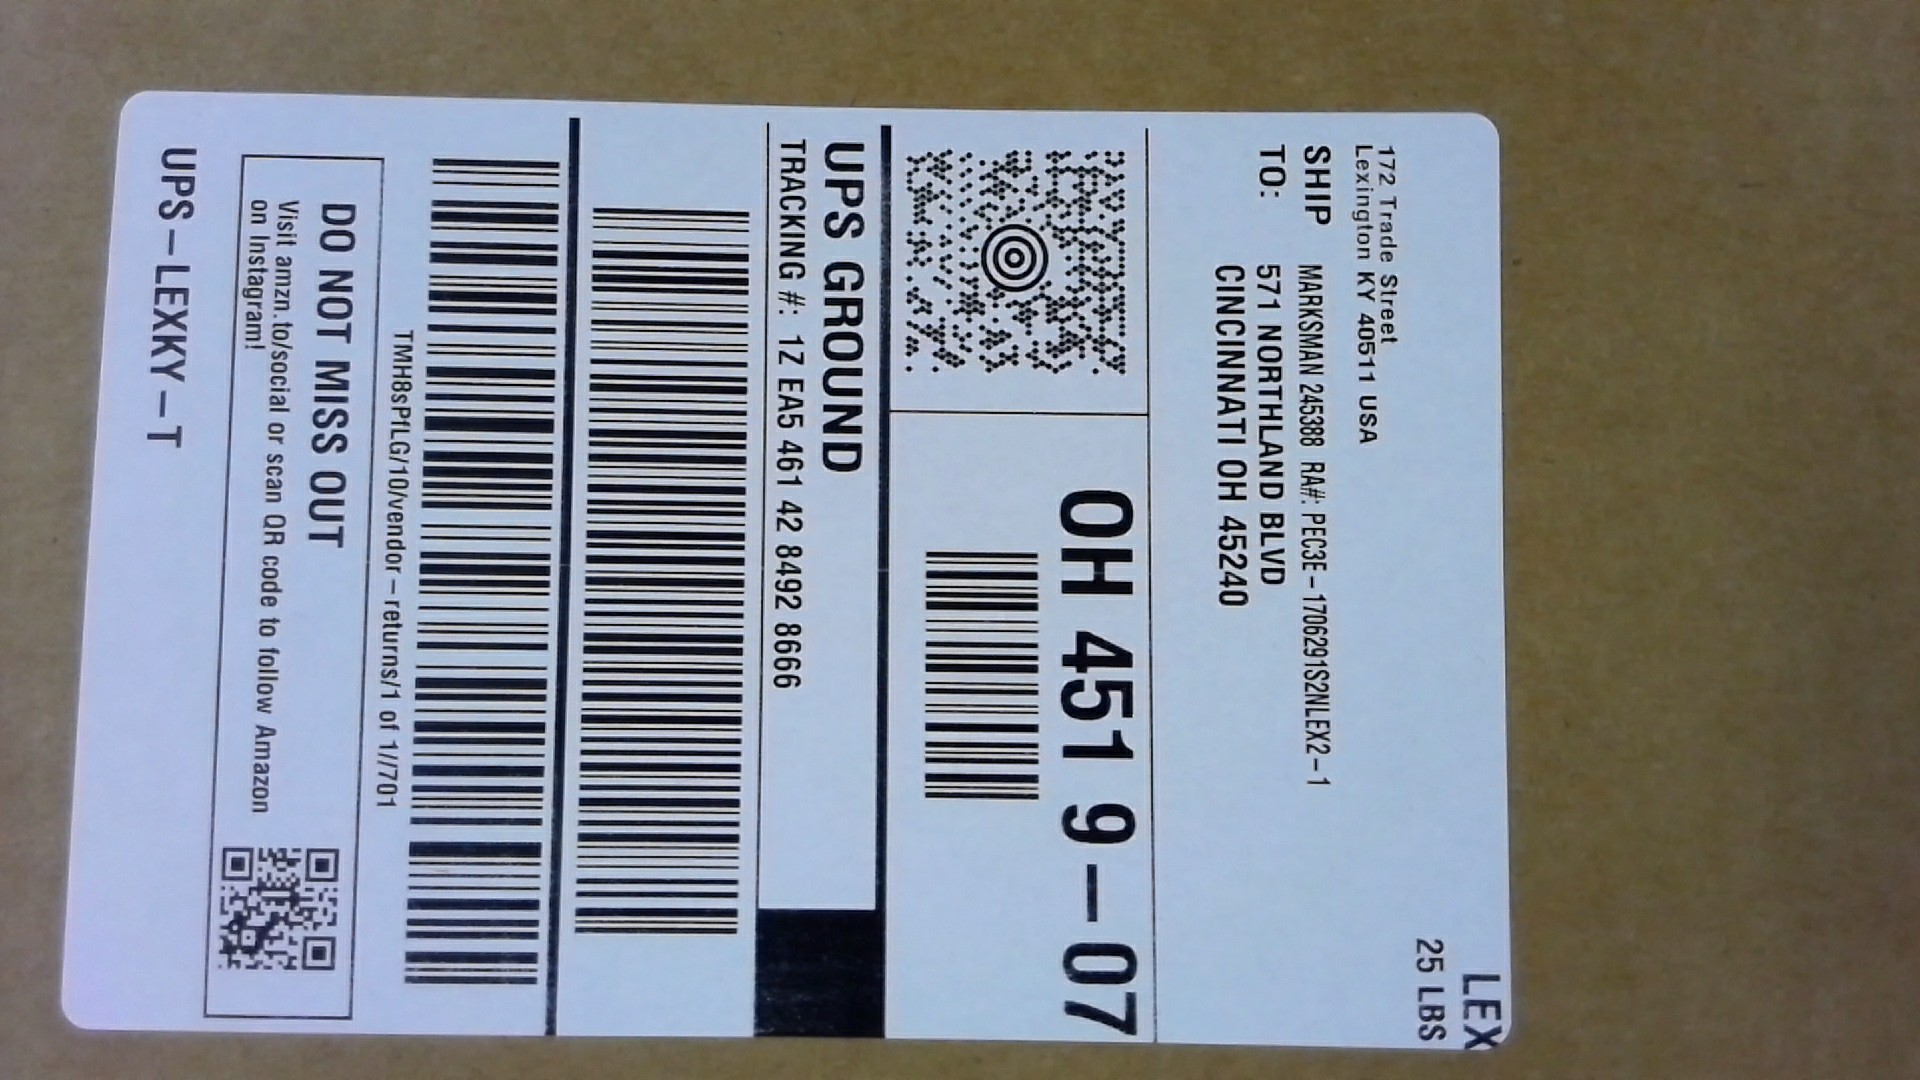 LEX
25 LBS
172 Trade Street
Lexington KY 40511 USA
SHIP
TO:
MARKSMAN 245388 RA#: PEC3E-1706291S2NLEX2-1
571 NORTHLAND BLVD
CINCINNATI OH 45240
OH 451 9-07
UPS GROUND
TRACKING #: 1Z EA5 461 42 8492 8666
TMH8sPfLG/10/vendor-returns/1 of 1//701
DO NOT MISS OUT
Visit amzn.to/social or scan QR code to follow Amazon
on Instagram!
UPS-LEXKY-T